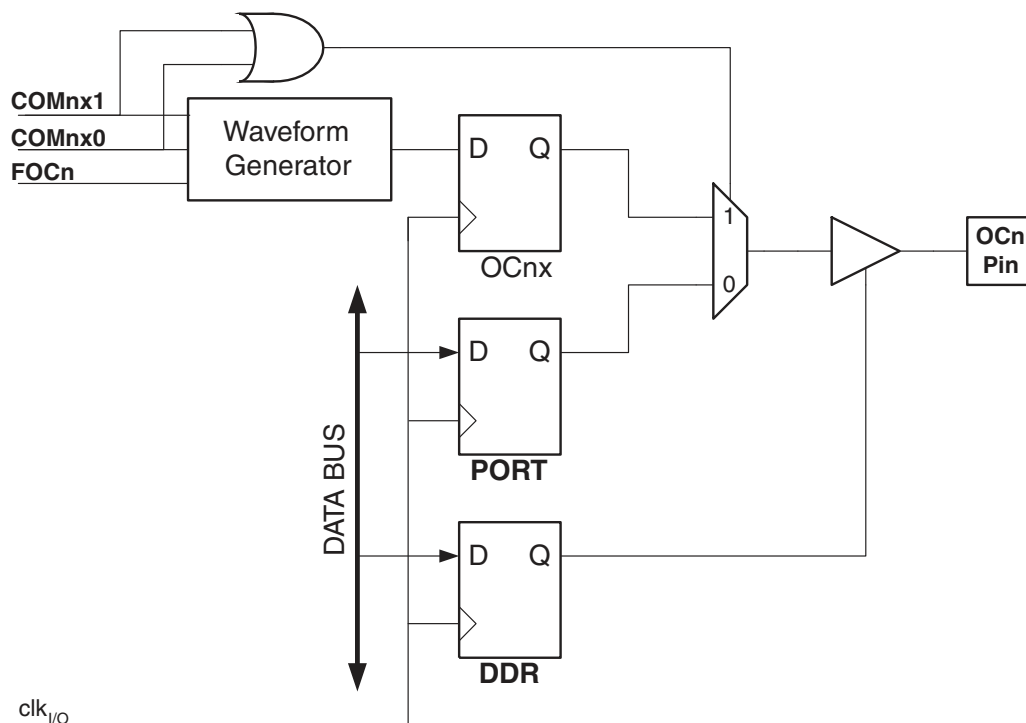 COMnx1
COMnx0
FOCn
Waveform
Generator
D Q
OCnx
1
0
OCn
Pin
D Q
PORT
DATA BUS
D Q
DDR
clkI/O